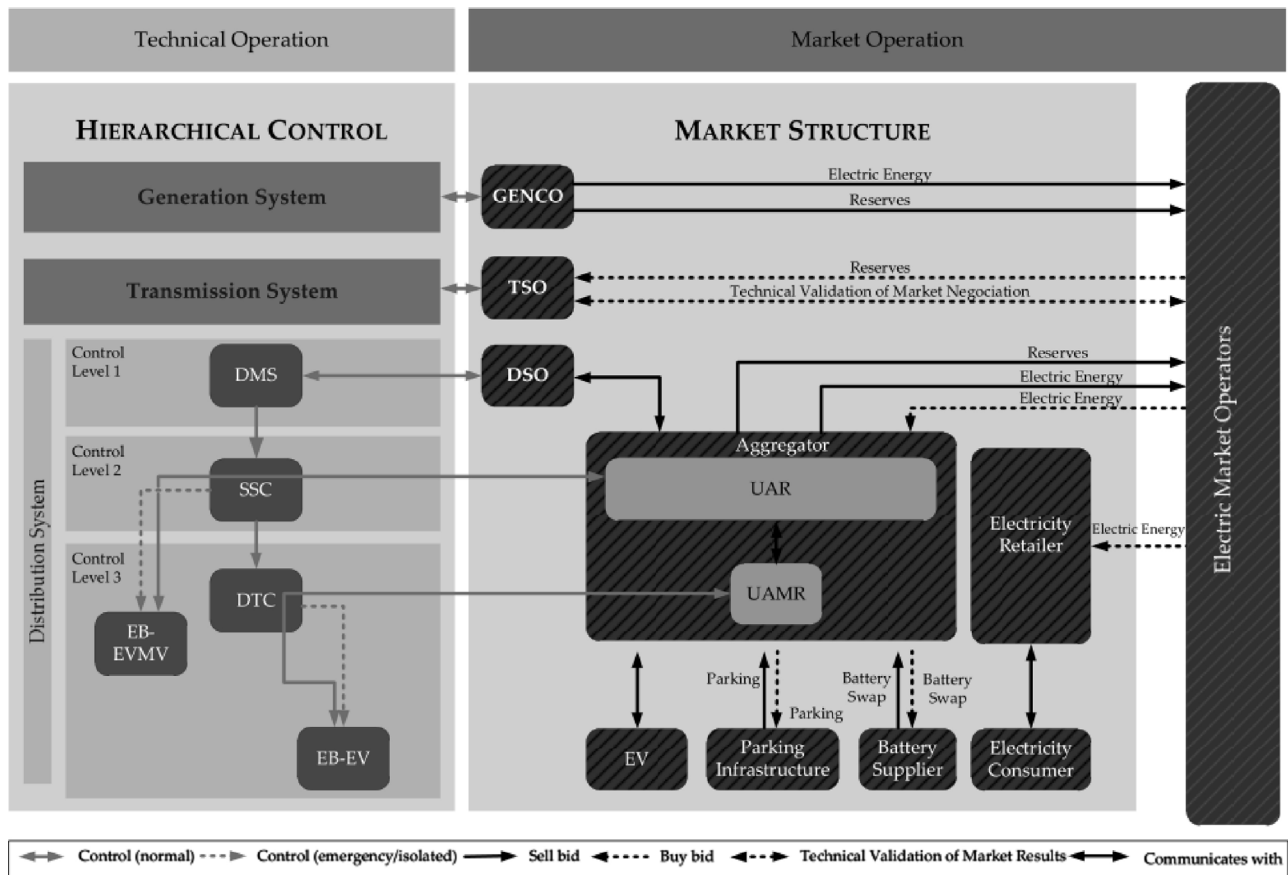 Technical Operation
Market Operation
HIERARCHICAL CONTROL
MARKET STRUCTURE
Generation System
GENCO
Electric Energy
Reserves
Transmission System
TSO
Reserves
Technical Validation of Market Negociation
Distribution System
Control
Level 1
DMS
DSO
Reserves
Electric Energy
Electric Energy
Control
Level 2
SSC
Aggregator
UAR
Electricity
Retailer
Electric Energy
Electric Market Operators
Control
Level 3
DTC
UAMR
EB-
EVMV
EB-EV
Parking
Parking
Battery
Swap
Battery
Swap
EV
Parking
Infrastructure
Battery
Supplier
Electricity
Consumer
Control (normal)
Control (emergency/isolated)
Sell bid
Buy bid
Technical Validation of Market Results
Communicates with